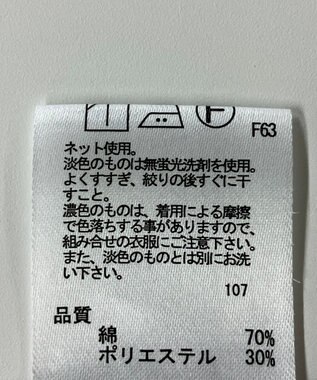 F
F63
ネット使用。
淡色のものは無蛍光洗剤を使用。
よくすすぎ、絞りの後すぐに干
すこと。
濃色のものは、着用による摩擦
で色落ちする事がありますので、
組み合せの衣服にご注意下さい。
また、淡色のものとは別にお洗
い下さい。
107
品質
綿 70%
ポリエステル 30%